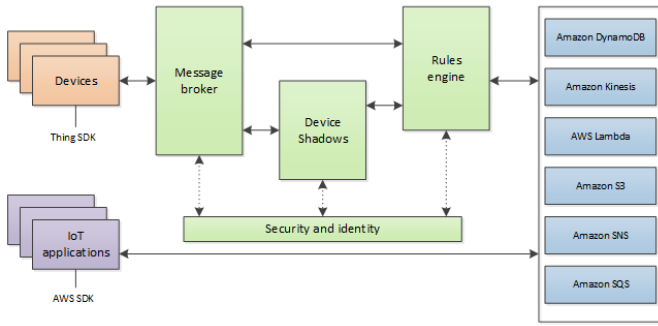 Devices
Thing SDK
Message
broker
Device
Shadows
Rules
engine
Security and identity
IoT
applications
AWS SDK
Amazon DynamoDB
Amazon Kinesis
AWS Lambda
Amazon S3
Amazon SNS
Amazon SQS